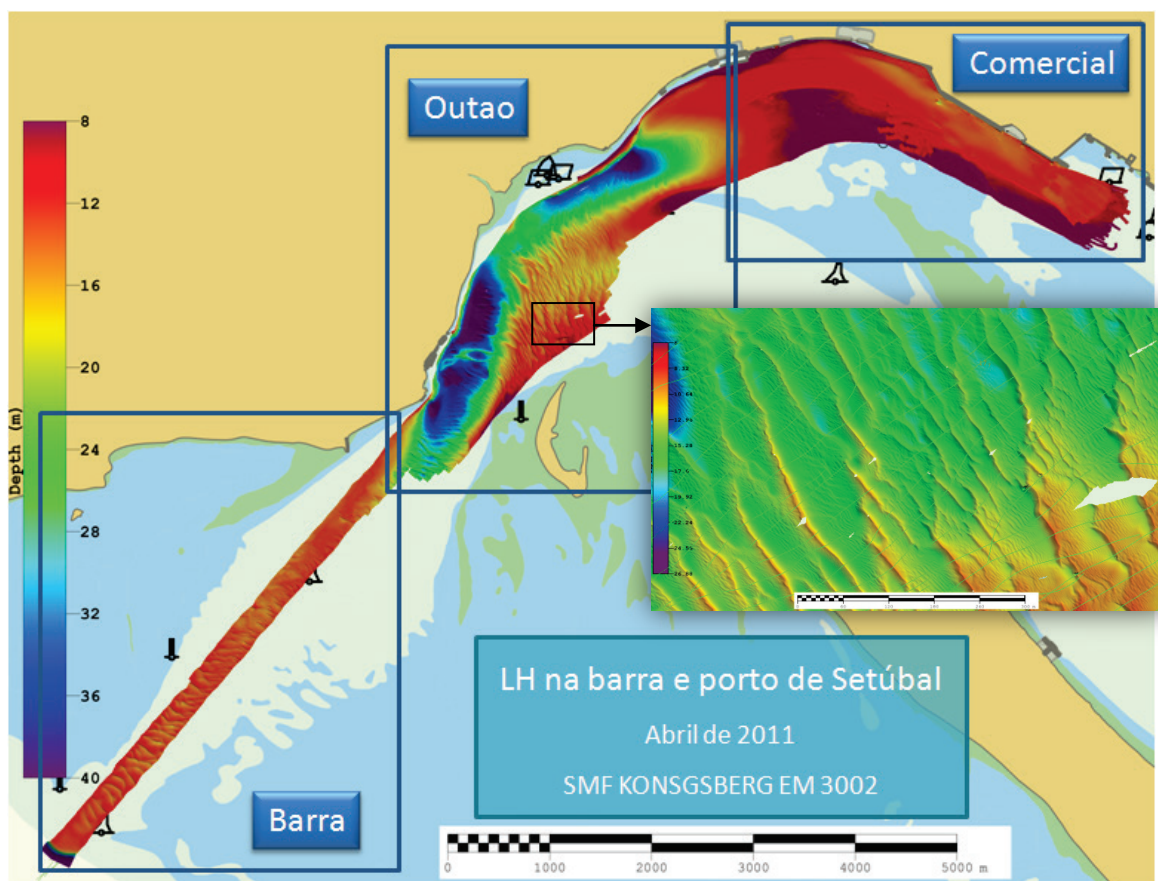 Comercial
Outao
8
12
16
20
24
28
32
36
40
Depth (m)
LH na barra e porto de Setúbal
Abril de 2011
SMF KONSGSBERG EM 3002
Barra
0
1000
2000
3000
4000
5000 m